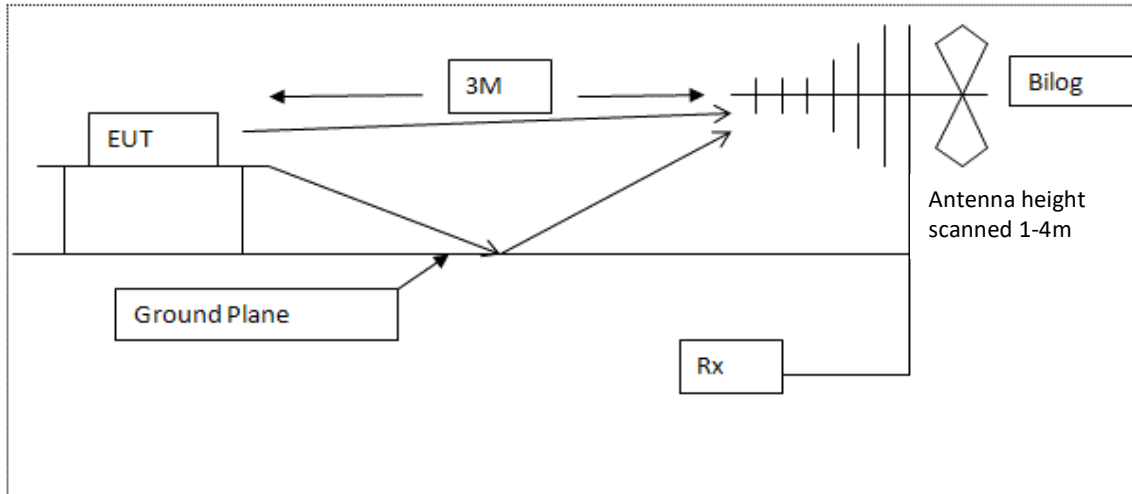 3M
Bilog
EUT
Antenna height
scanned 1-4m
Ground Plane
Rx